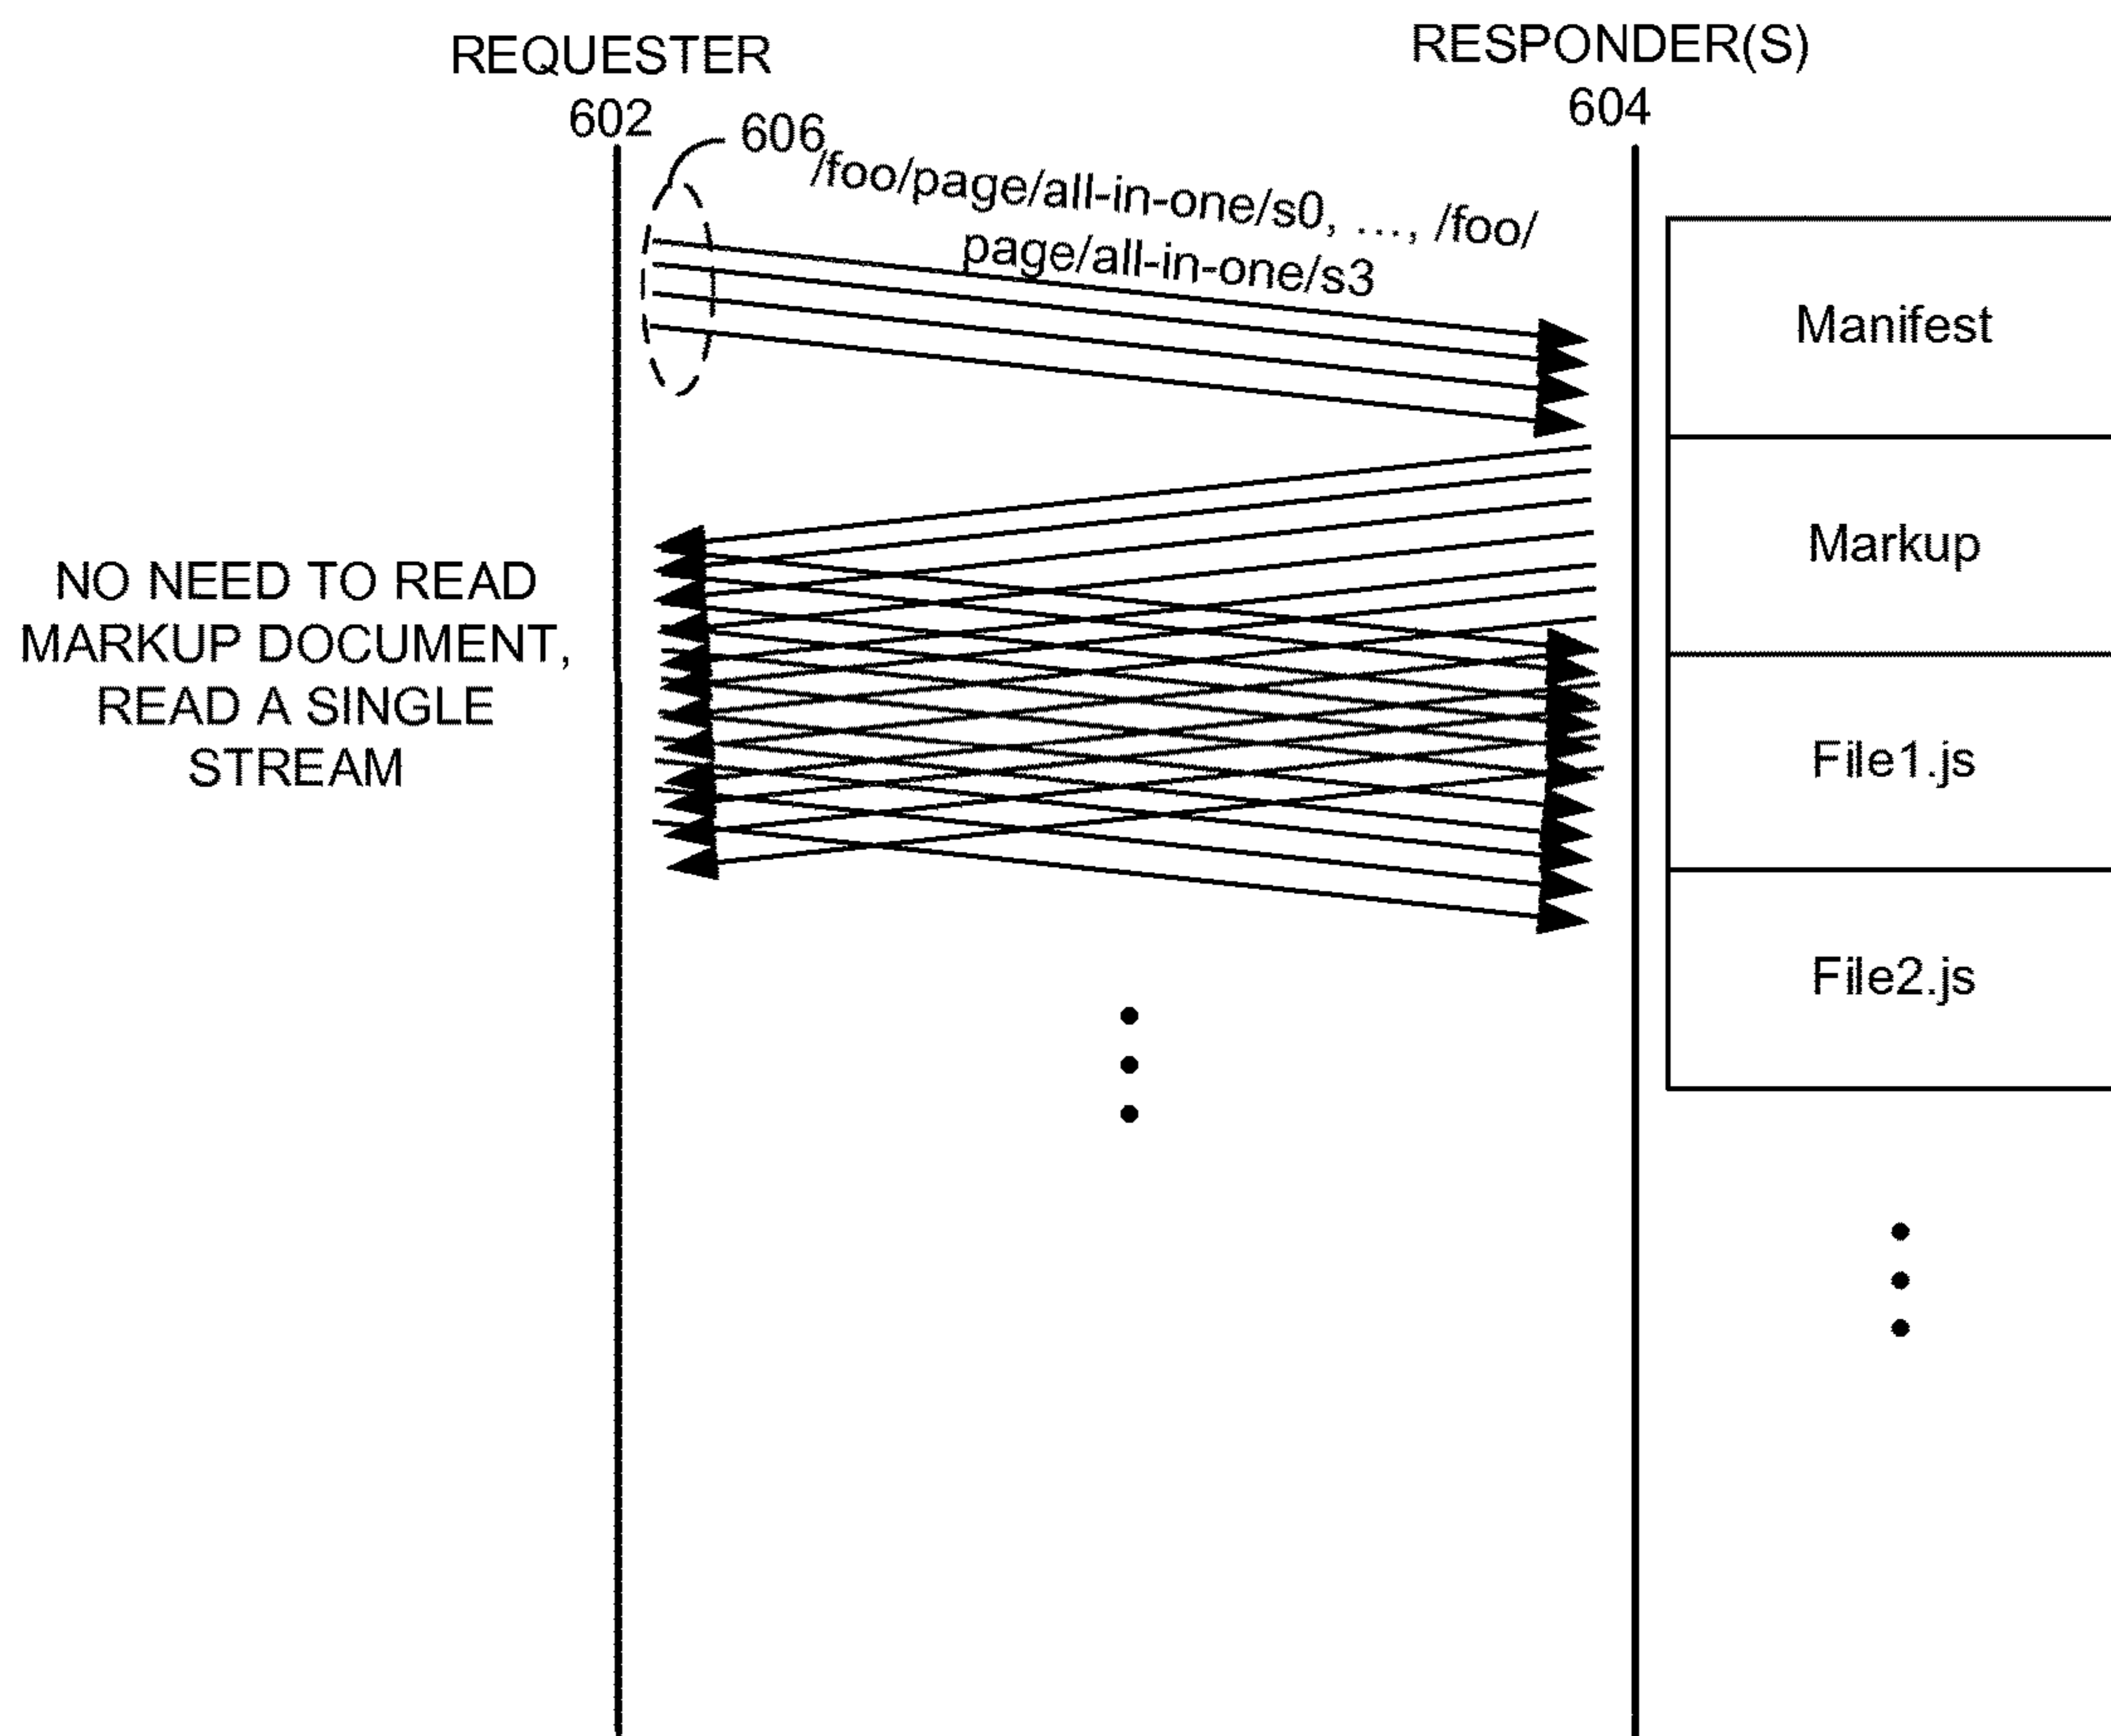 REQUESTER
602
RESPONDER(S)
604
606
/foo/page/all-in-one/s0, ..., /foo/
page/all-in-one/s3
NO NEED TO READ
MARKUP DOCUMENT,
READ A SINGLE
STREAM
Manifest
Markup
File1.js
File2.js